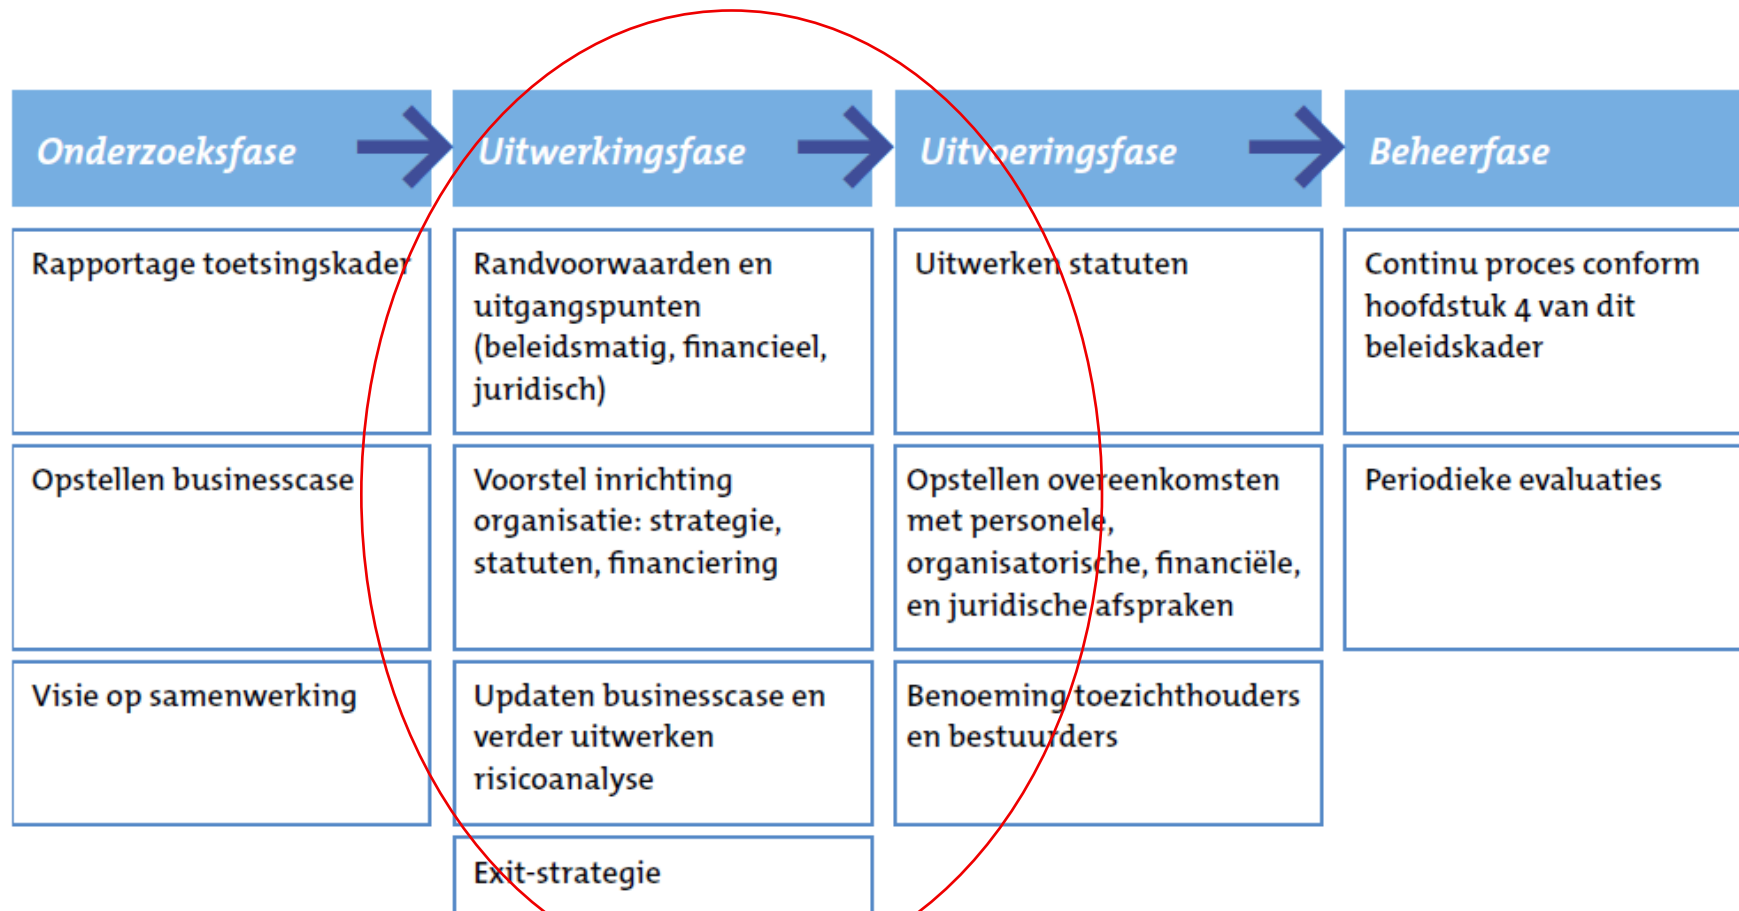 Onderzoeksfase
Uitwerkingsfase
Uitvoeringsfase
Beheerfase
Rapportage toetsingskader
Randvoorwaarden en
uitgangspunten
(beleidsmatig, financieel,
juridisch)
Uitwerken statuten
Continu proces conform
hoofdstuk 4 van dit
beleidskader
Opstellen businesscase
Voorstel inrichting
organisatie: strategie,
statuten, financiering
Opstellen overeenkomsten
met personele,
organisatorische, financiële,
en juridische afspraken
Periodieke evaluaties
Visie op samenwerking
Updaten businesscase en
verder uitwerken
risicoanalyse
Benoeming toezichthouders
en bestuurders
Exit-strategie